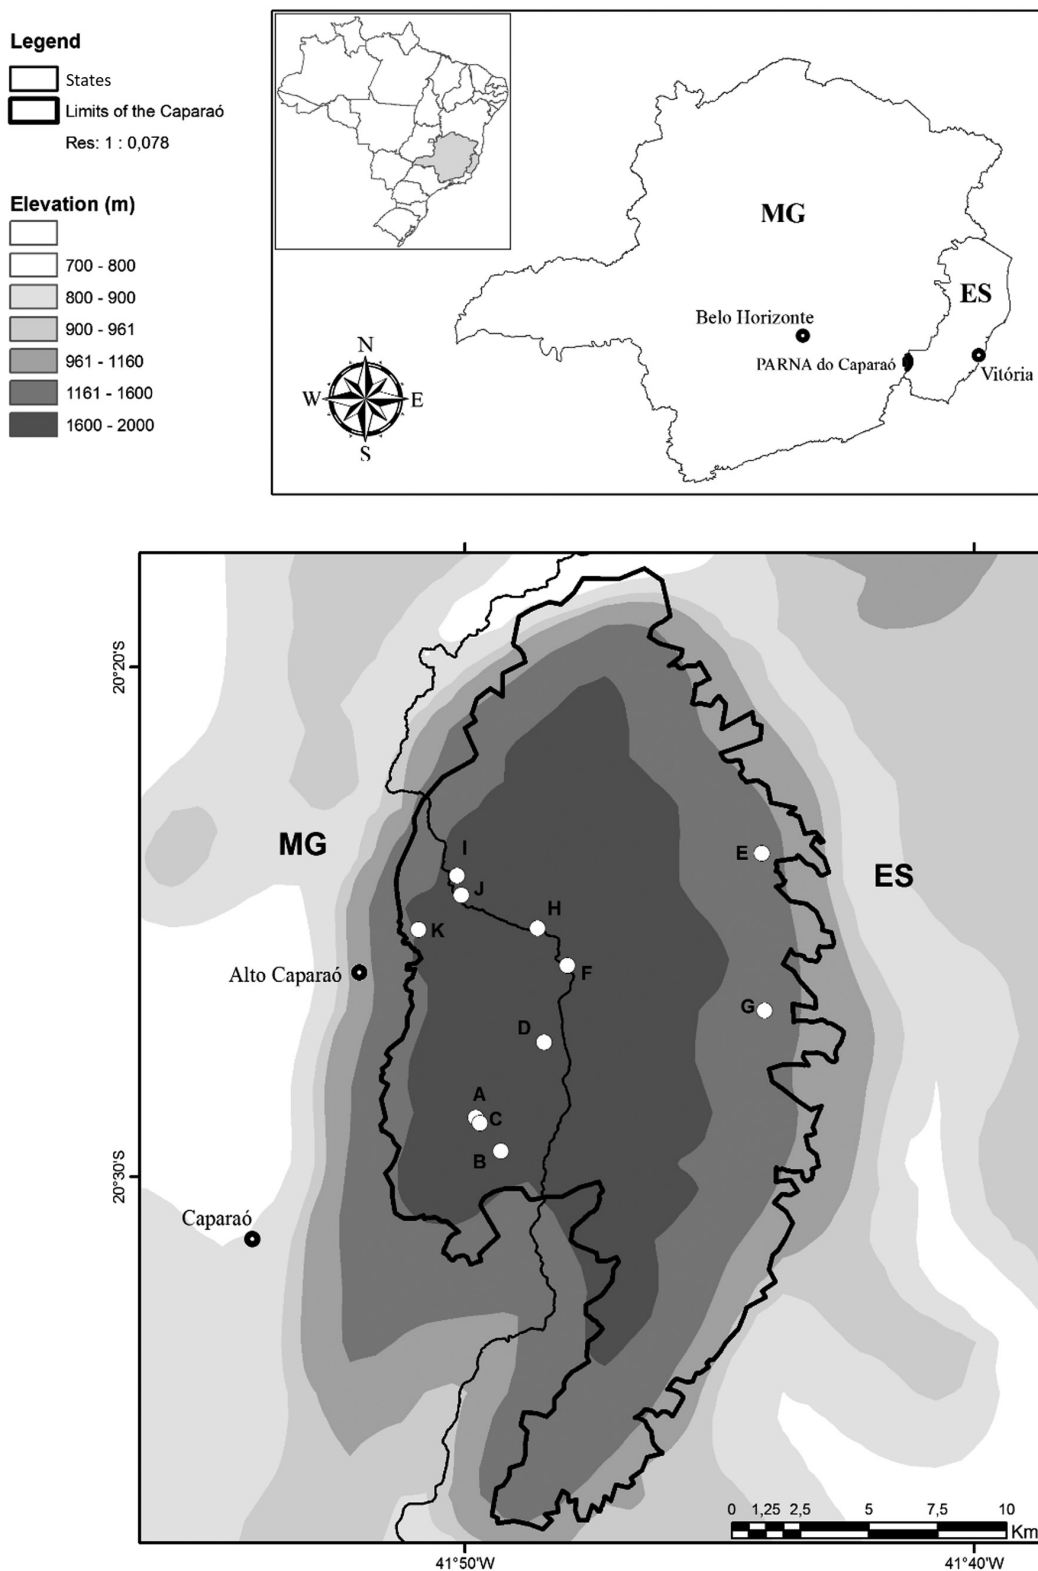 Legend
States
Limits of the Caparaó
Res: 1 : 0,078
Elevation (m)
700 - 800
800 - 900
900 - 961
961 - 1160
1161 - 1600
1600 - 2000
N
W
E
S
MG
ES
Belo Horizonte
PARNA do Caparaó
Vitória
20°20'S
20°30'S
MG
ES
I
J
H
E
K
F
Alto Caparaó
G
D
A
C
B
Caparaó
0 1,25 2,5 5 7,5 10
Km
41°50'W
41°40'W